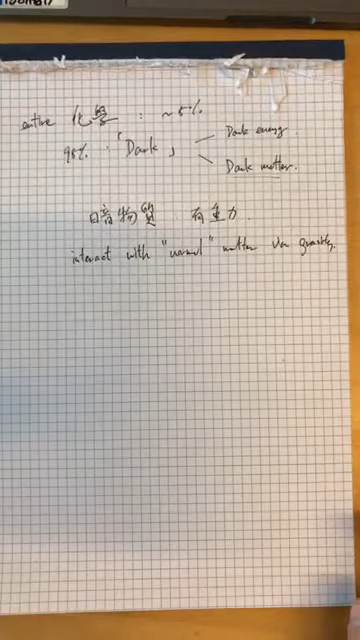 entire 化學 : ~5%
95% . 「Dark」 Dark energy.
Dark matter.
暗物質 有重力.
interact with "normal" matter via gravity.